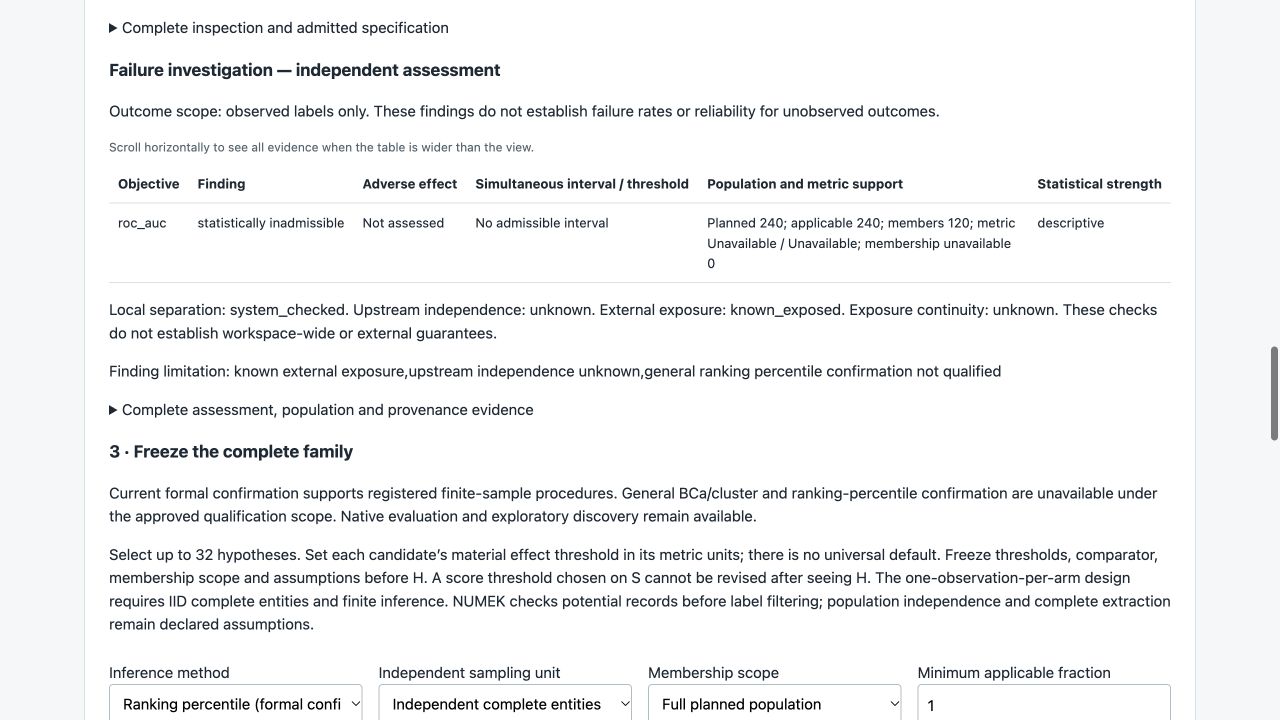 ▶ Complete inspection and admitted specification
Failure investigation — independent assessment
Outcome scope: observed labels only. These findings do not establish failure rates or reliability for unobserved outcomes.
Scroll horizontally to see all evidence when the table is wider than the view.
Objective Finding Adverse effect Simultaneous interval / threshold Population and metric support Statistical strength
roc_auc statistically inadmissible Not assessed No admissible interval Planned 240; applicable 240; members 120; metric descriptive
Unavailable / Unavailable; membership unavailable
0
Local separation: system_checked. Upstream independence: unknown. External exposure: known_exposed. Exposure continuity: unknown. These checks
do not establish workspace-wide or external guarantees.
Finding limitation: known external exposure,upstream independence unknown,general ranking percentile confirmation not qualified
▶ Complete assessment, population and provenance evidence
3 · Freeze the complete family
Current formal confirmation supports registered finite-sample procedures. General BCa/cluster and ranking-percentile confirmation are unavailable under
the approved qualification scope. Native evaluation and exploratory discovery remain available.
Select up to 32 hypotheses. Set each candidate’s material effect threshold in its metric units; there is no universal default. Freeze thresholds, comparator,
membership scope and assumptions before H. A score threshold chosen on S cannot be revised after seeing H. The one-observation-per-arm design
requires IID complete entities and finite inference. NUMEK checks potential records before label filtering; population independence and complete extraction
remain declared assumptions.
Inference method Independent sampling unit Membership scope Minimum applicable fraction
Ranking percentile (formal confi Independent complete entities Full planned population 1